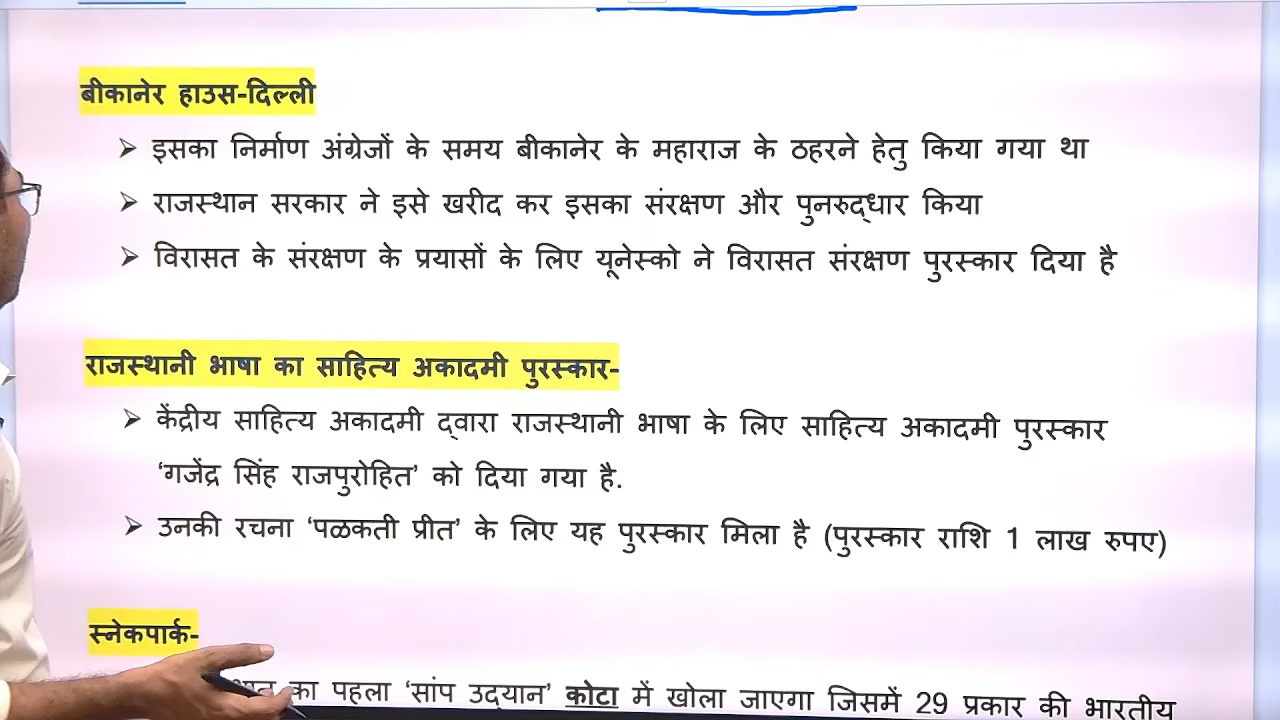 बीकानेर हाउस-दिल्ली
➤ इसका निर्माण अंग्रेजों के समय बीकानेर के महाराज के ठहरने हेतु किया गया था
➤ राजस्थान सरकार ने इसे खरीद कर इसका संरक्षण और पुनरुद्धार किया
➤ विरासत के संरक्षण के प्रयासों के लिए यूनेस्को ने विरासत संरक्षण पुरस्कार दिया है
राजस्थानी भाषा का साहित्य अकादमी पुरस्कार-
➤ केंद्रीय साहित्य अकादमी द्वारा राजस्थानी भाषा के लिए साहित्य अकादमी पुरस्कार
‘गजेंद्र सिंह राजपुरोहित’ को दिया गया है.
➤ उनकी रचना ‘पळकती प्रीत’ के लिए यह पुरस्कार मिला है (पुरस्कार राशि 1 लाख रुपए)
स्नेकपार्क-
का पहला ‘सांप उद्यान’ कोटा में खोला जाएगा जिसमें 29 प्रकार की भारतीय